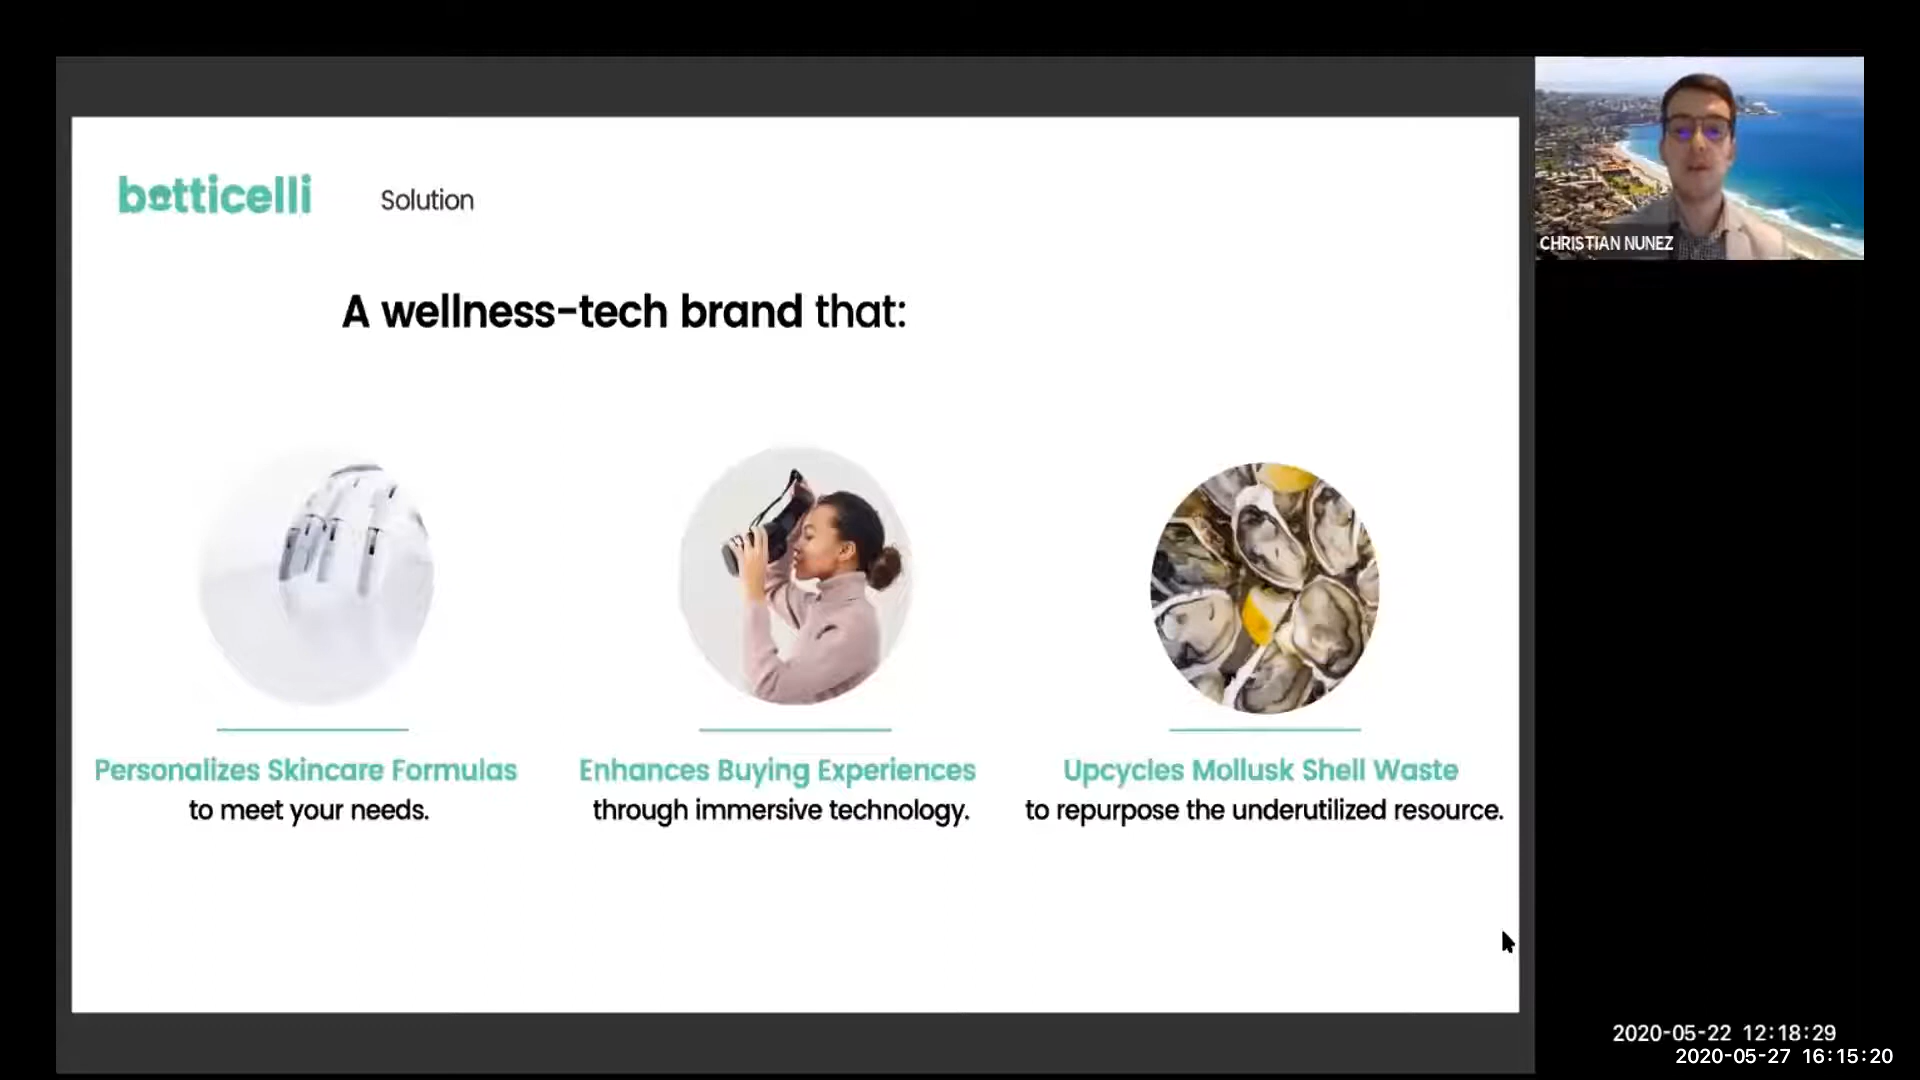 botticelli
Solution
A wellness-tech brand that:
Personalizes Skincare Formulas
to meet your needs.
Enhances Buying Experiences
through immersive technology.
Upcycles Mollusk Shell Waste
to repurpose the underutilized resource.
CHRISTIAN NUNEZ
2020-05-22 12:18:29
2020-05-27 16:15:20